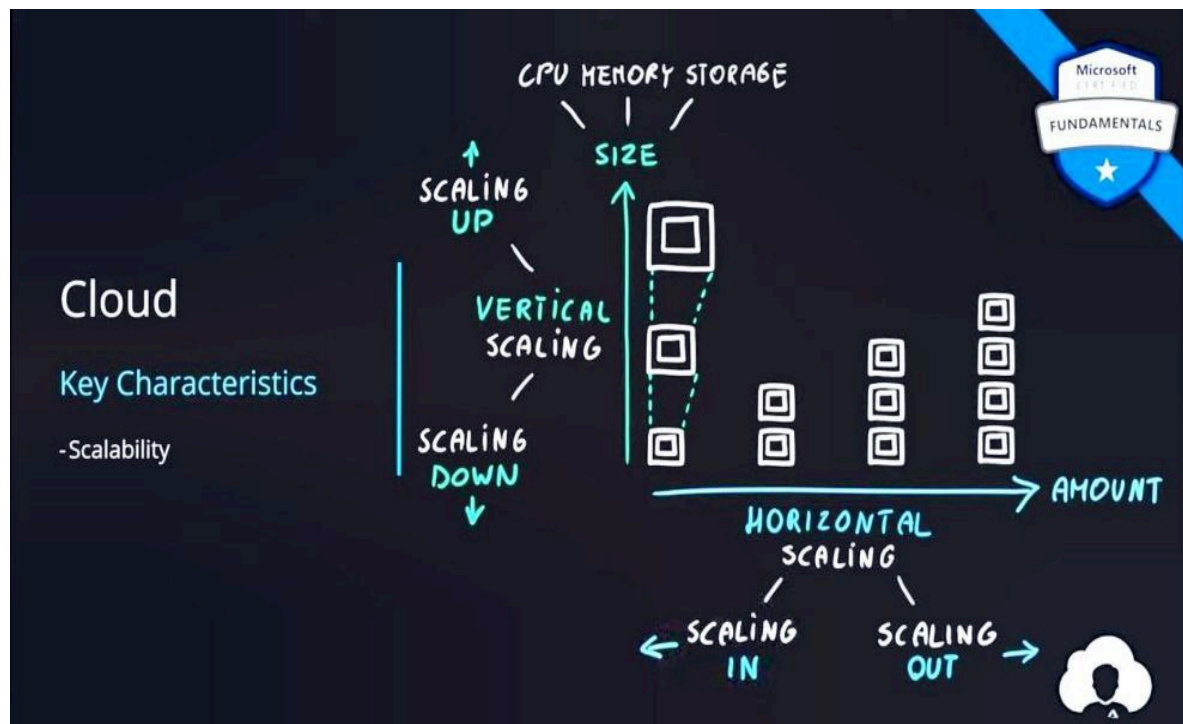 Cloud
Key Characteristics
-Scalability
CPU MEMORY STORAGE
SIZE
SCALING
UP
VERTICAL
SCALING
SCALING
DOWN
AMOUNT
HORIZONTAL
SCALING
SCALING
IN
SCALING
OUT
Microsoft
CERTIFIED
FUNDAMENTALS